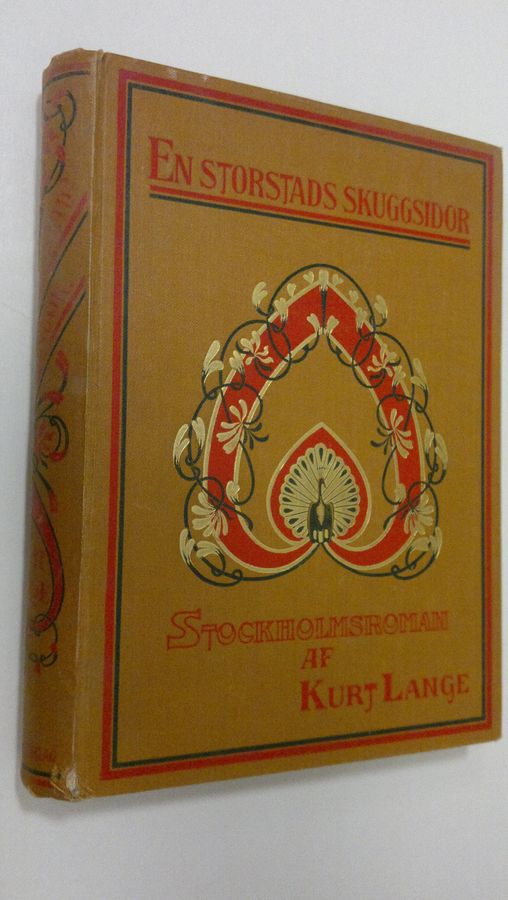 EN STORSTADS SKUGGSIDOR
STOCKHOLMSROMAN
AF
KURT LANGE